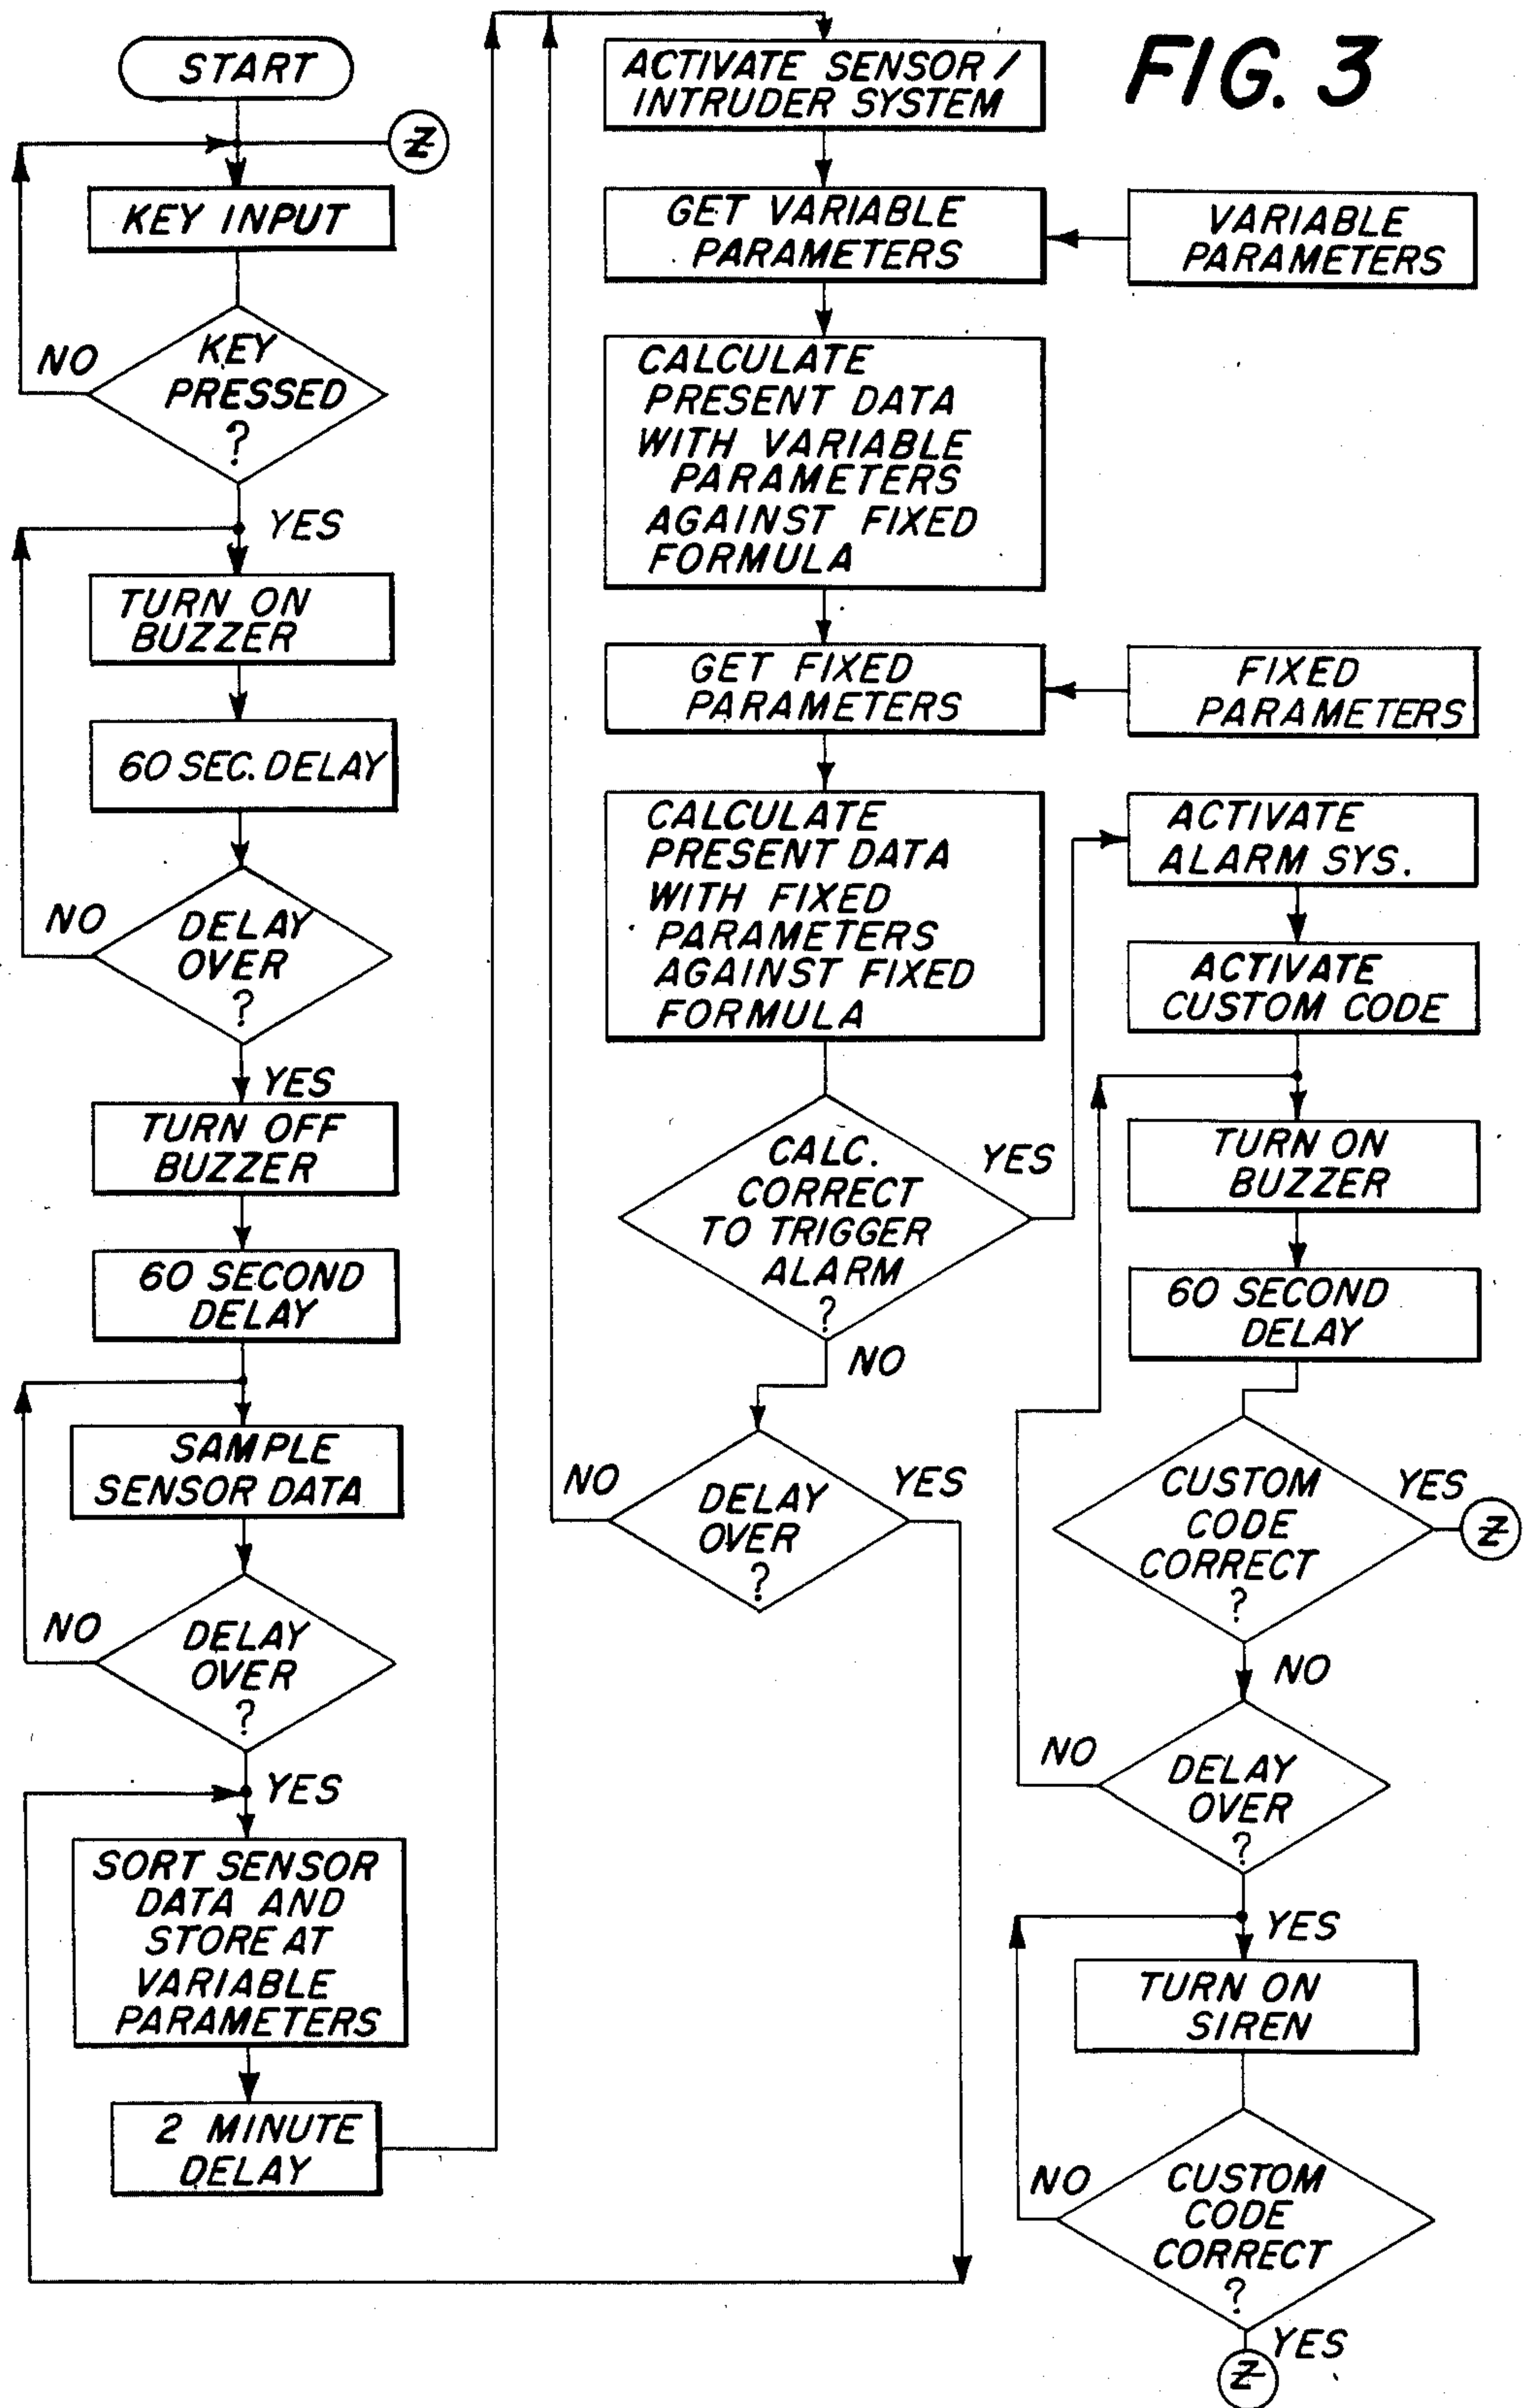 FIG. 3
START
Z
KEY INPUT
KEY
PRESSED
?
NO
YES
TURN ON
BUZZER
60 SEC. DELAY
DELAY
OVER
?
NO
YES
TURN OFF
BUZZER
60 SECOND
DELAY
SAMPLE
SENSOR DATA
DELAY
OVER
?
NO
YES
SORT SENSOR
DATA AND
STORE AT
VARIABLE
PARAMETERS
2 MINUTE
DELAY
ACTIVATE SENSOR /
INTRUDER SYSTEM
GET VARIABLE
PARAMETERS
VARIABLE
PARAMETERS
CALCULATE
PRESENT DATA
WITH VARIABLE
PARAMETERS
AGAINST FIXED
FORMULA
GET FIXED
PARAMETERS
FIXED
PARAMETERS
CALCULATE
PRESENT DATA
WITH FIXED
PARAMETERS
AGAINST FIXED
FORMULA
CALC.
CORRECT
TO TRIGGER
ALARM
?
YES
NO
DELAY
OVER
?
NO
YES
ACTIVATE
ALARM SYS.
ACTIVATE
CUSTOM CODE
TURN ON
BUZZER
60 SECOND
DELAY
CUSTOM
CODE
CORRECT
?
YES
Z
NO
DELAY
OVER
?
NO
YES
TURN ON
SIREN
CUSTOM
CODE
CORRECT
?
NO
YES
Z